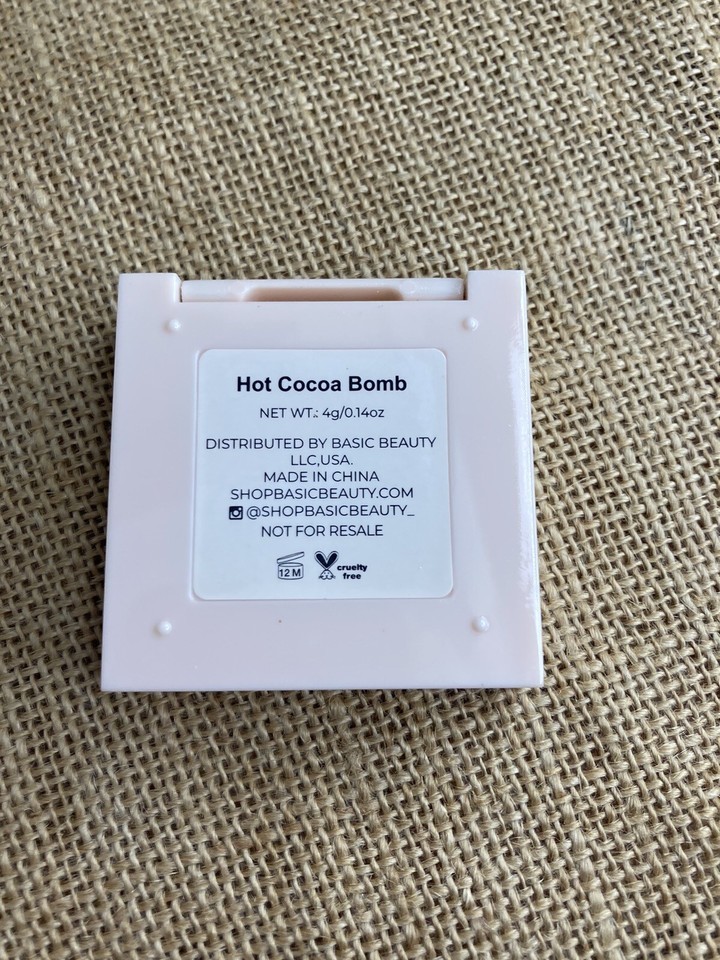 Hot Cocoa Bomb
NET WT.: 4g/0.14oz
DISTRIBUTED BY BASIC BEAUTY
LLC,USA.
MADE IN CHINA
SHOPBASICBEAUTY.COM
@SHOPBASICBEAUTY_
NOT FOR RESALE
12 M
cruelty
free